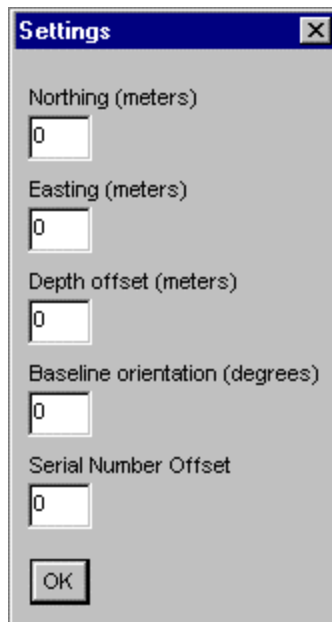 Settings
Northing (meters)
0
Easting (meters)
0
Depth offset (meters)
0
Baseline orientation (degrees)
0
Serial Number Offset
0
OK